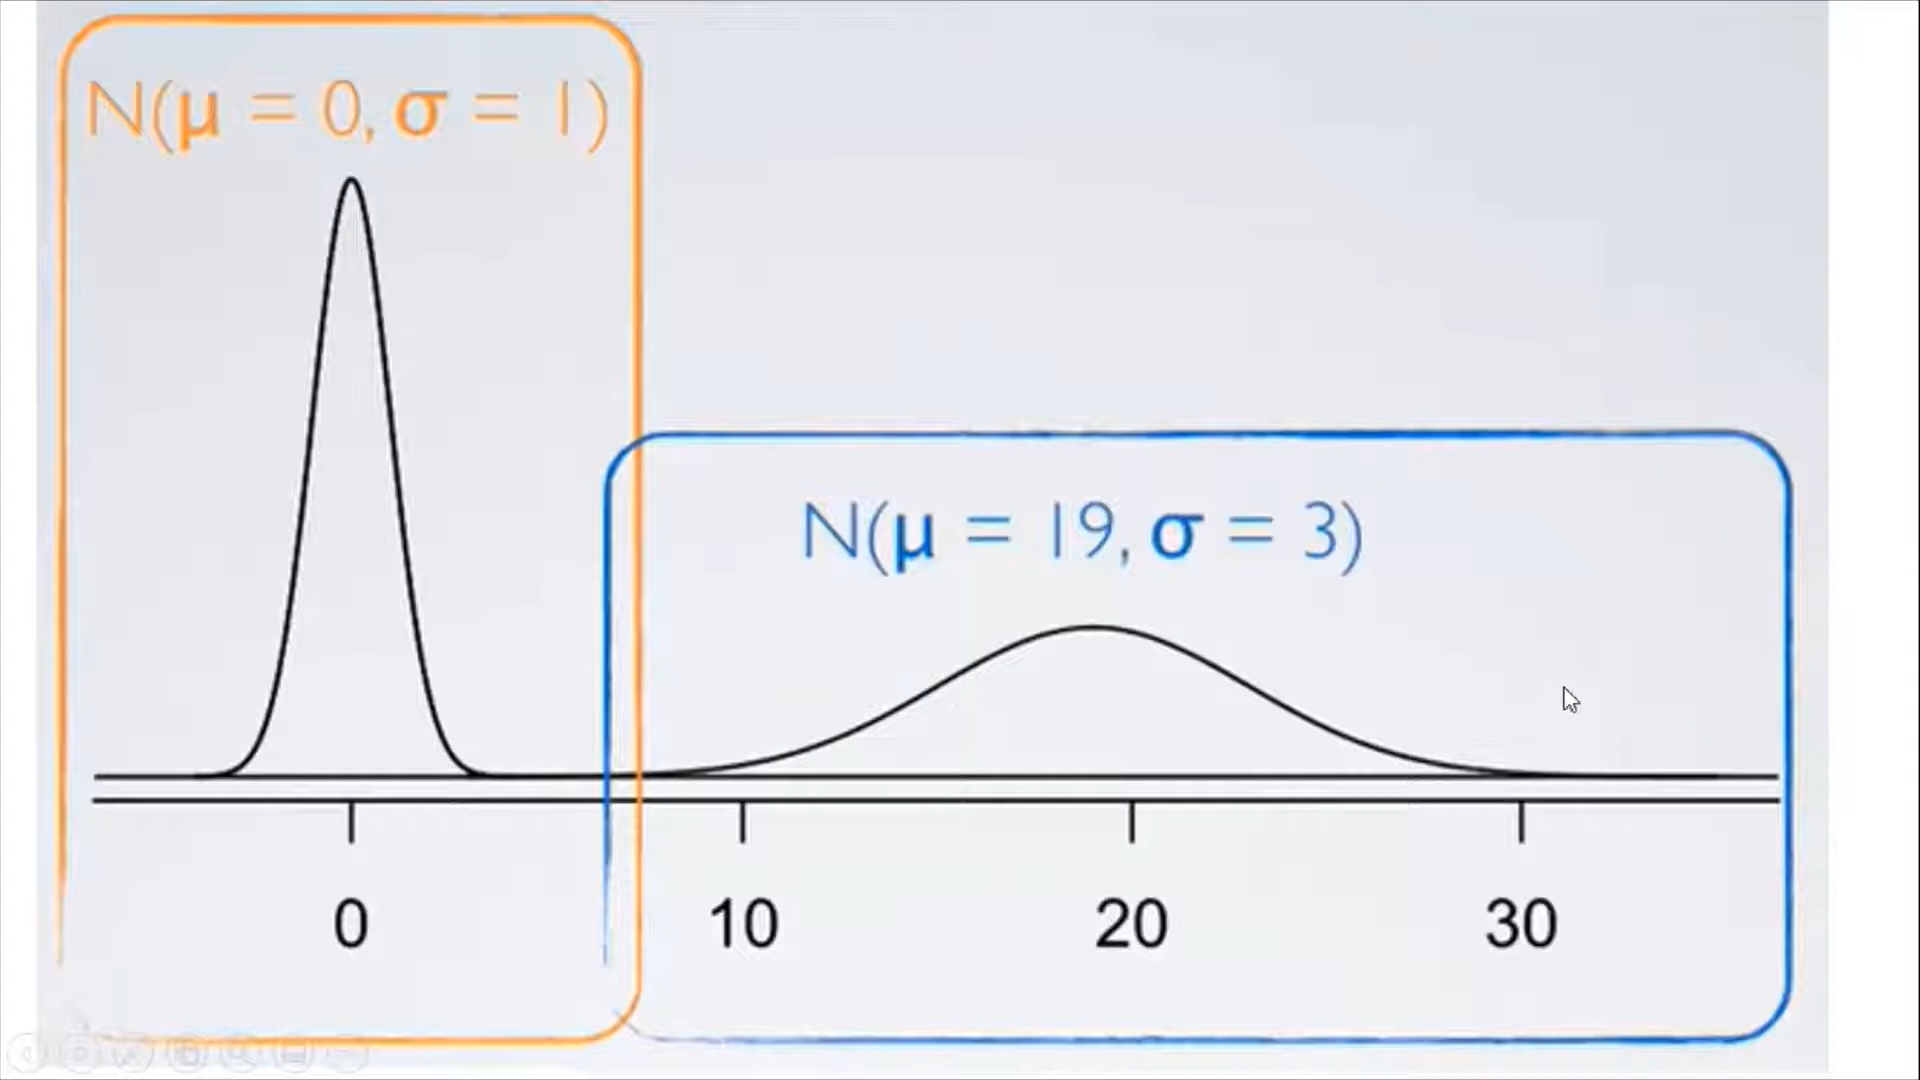 N(μ = 0, σ = 1)
N(μ = 19, σ = 3)
0 10 20 30